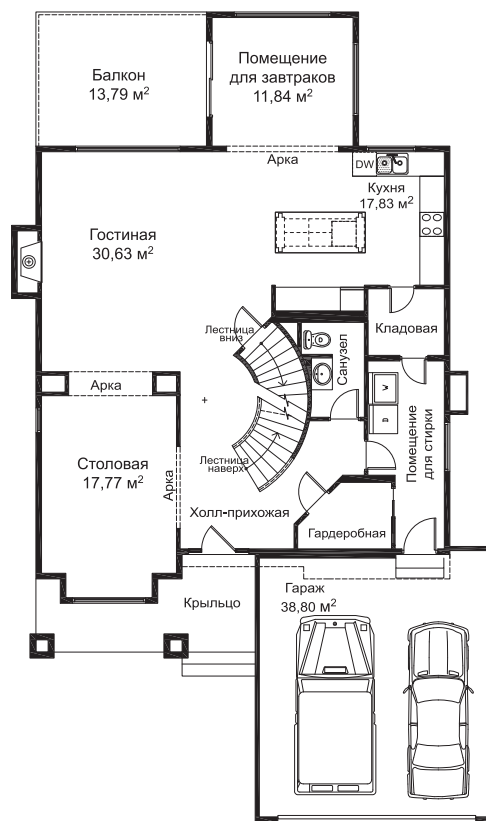 Балкон
13,79 м²
Помещение
для завтраков
11,84 м²
Арка
DW
Кухня
17,83 м²
Гостиная
30,63 м²
Лестница
вниз
Санузел
Кладовая
Арка
W
D
Помещение
для стирки
Столовая
17,77 м²
Арка
Лестница
наверх
Холл-прихожая
Гардеробная
Крыльцо
Гараж
38,80 м²